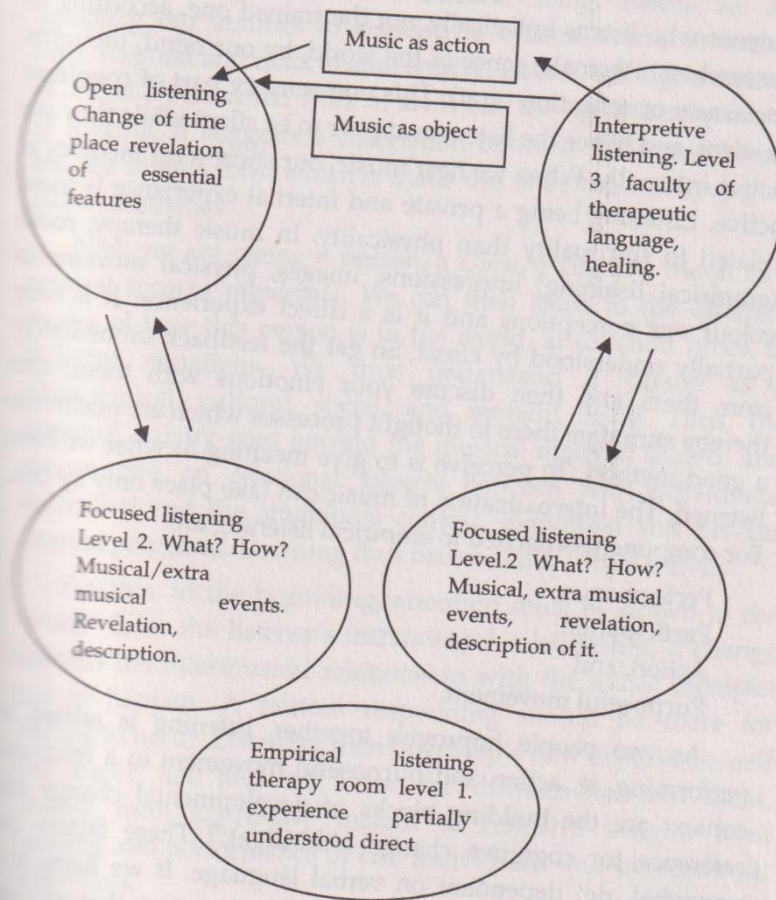 Music as action
Music as object
Open listening
Change of time
place revelation
of essential
features
Interpretive
listening. Level
3, faculty of
therapeutic
language,
healing.
Focused listening
Level 2. What? How?
Musical/extra
musical events.
Revelation,
description.
Focused listening
Level.2 What? How?
Musical, extra musical
events, revelation,
description of it.
Empirical listening
therapy room level 1.
experience partially
understood direct